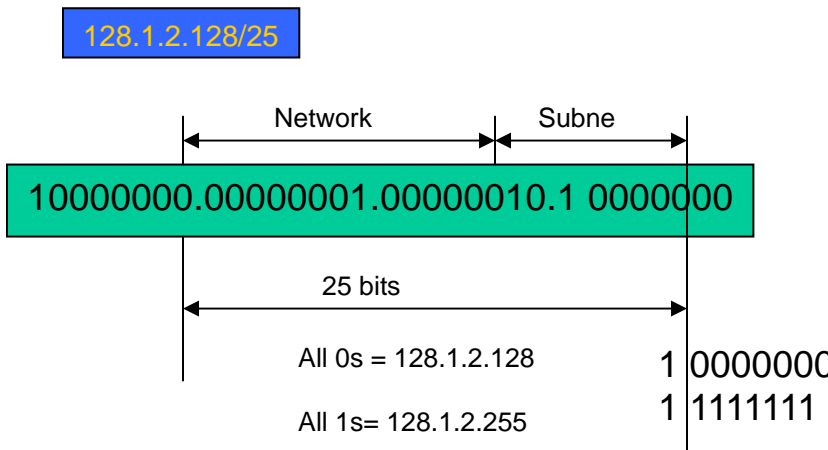 128.1.2.128/25
Network Subne
10000000.00000001.00000010.1 0000000
25 bits
All 0s = 128.1.2.128
1 0000000
All 1s= 128.1.2.255
1 1111111